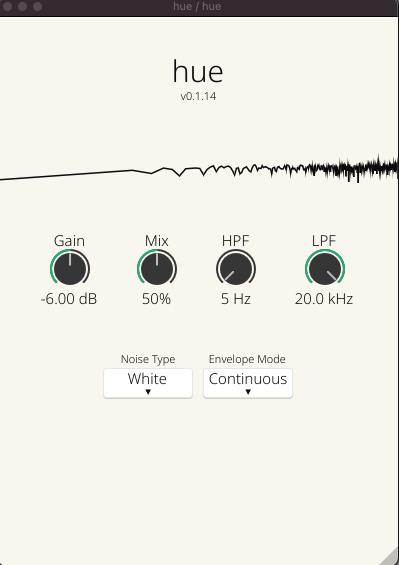 hue / hue
hue
v0.1.14
Gain Mix HPF LPF
-6.00 dB 50% 5 Hz 20.0 kHz
Noise Type Envelope Mode
White Continuous